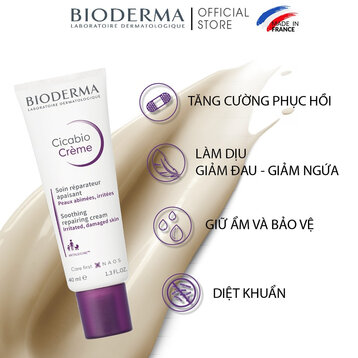 BIODERMA
LABORATOIRE DERMATOLOGIQUE
OFFICIAL
STORE
MADE IN
FRANCE
BIODERMA
LABORATOIRE DERMATOLOGIQUE
Cicabio
Crème
Soin réparateur
apaisant
Peaux abîmées, irritées
Soothing
repairing cream
Irritated, damaged skin
Care first NAOS
40 ml e 1.3 FL.OZ.
TĂNG CƯỜNG PHỤC HỒI
LÀM DỊU
GIẢM ĐAU - GIẢM NGỨA
GIỮ ẨM VÀ BẢO VỆ
DIỆT KHUẨN